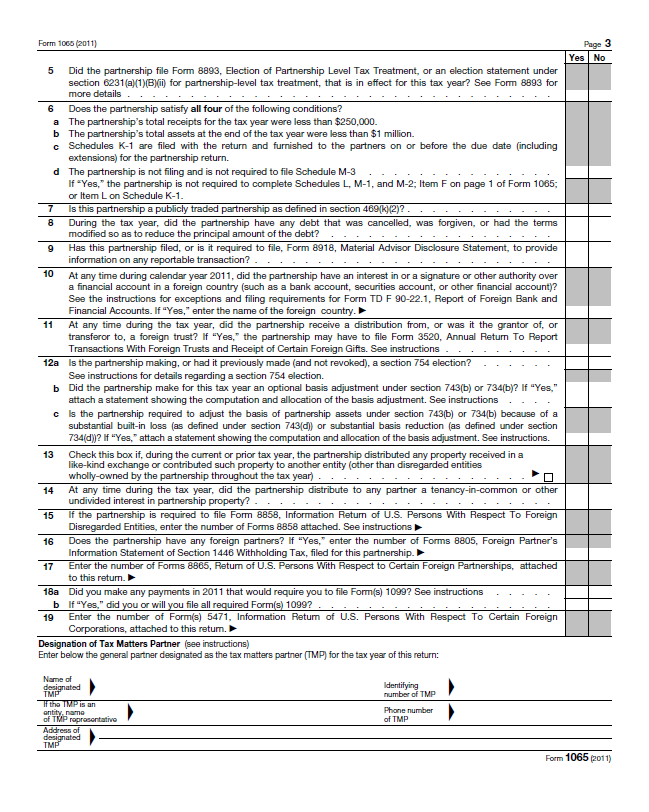 Form 1065 (2011) Page 3
Yes No
5 Did the partnership file Form 8893, Election of Partnership Level Tax Treatment, or an election statement under
section 6231(a)(1)(B)(ii) for partnership-level tax treatment, that is in effect for this tax year? See Form 8893 for
more details . . . . . . . . . . . . . . . . . . . . . . . . . . . .
6 Does the partnership satisfy all four of the following conditions?
a The partnership's total receipts for the tax year were less than $250,000.
b The partnership's total assets at the end of the tax year were less than $1 million.
c Schedules K-1 are filed with the return and furnished to the partners on or before the due date (including
extensions) for the partnership return.
d The partnership is not filing and is not required to file Schedule M-3 . . . . . . . . . . . .
If "Yes," the partnership is not required to complete Schedules L, M-1, and M-2; Item F on page 1 of Form 1065;
or Item L on Schedule K-1.
7 Is this partnership a publicly traded partnership as defined in section 469(k)(2)? . . . . . . . . . .
8 During the tax year, did the partnership have any debt that was cancelled, was forgiven, or had the terms
modified so as to reduce the principal amount of the debt? . . . . . . . . . . . . . .
9 Has this partnership filed, or is it required to file, Form 8918, Material Advisor Disclosure Statement, to provide
information on any reportable transaction? . . . . . . . . . . . . . . . . . .
10 At any time during calendar year 2011, did the partnership have an interest in or a signature or other authority over
a financial account in a foreign country (such as a bank account, securities account, or other financial account)?
See the instructions for exceptions and filing requirements for Form TD F 90-22.1, Report of Foreign Bank and
Financial Accounts. If "Yes," enter the name of the foreign country. ▶
11 At any time during the tax year, did the partnership receive a distribution from, or was it the grantor of, or
transferor to, a foreign trust? If "Yes," the partnership may have to file Form 3520, Annual Return To Report
Transactions With Foreign Trusts and Receipt of Certain Foreign Gifts. See instructions . . . . . . . .
12a Is the partnership making, or had it previously made (and not revoked), a section 754 election? . . . . . .
See instructions for details regarding a section 754 election.
b Did the partnership make for this tax year an optional basis adjustment under section 743(b) or 734(b)? If "Yes,"
attach a statement showing the computation and allocation of the basis adjustment. See instructions . . . .
c Is the partnership required to adjust the basis of partnership assets under section 743(b) or 734(b) because of a
substantial built-in loss (as defined under section 743(d)) or substantial basis reduction (as defined under section
734(d))? If "Yes," attach a statement showing the computation and allocation of the basis adjustment. See instructions.
13 Check this box if, during the current or prior tax year, the partnership distributed any property received in a
like-kind exchange or contributed such property to another entity (other than disregarded entities
wholly-owned by the partnership throughout the tax year) . . . . . . . . . . . . . . ▶
14 At any time during the tax year, did the partnership distribute to any partner a tenancy-in-common or other
undivided interest in partnership property? . . . . . . . . . . . . . . . . . .
15 If the partnership is required to file Form 8858, Information Return of U.S. Persons With Respect To Foreign
Disregarded Entities, enter the number of Forms 8858 attached. See instructions ▶
16 Does the partnership have any foreign partners? If "Yes," enter the number of Forms 8805, Foreign Partner's
Information Statement of Section 1446 Withholding Tax, filed for this partnership. ▶
17 Enter the number of Forms 8865, Return of U.S. Persons With Respect to Certain Foreign Partnerships, attached
to this return. ▶
18a Did you make any payments in 2011 that would require you to file Form(s) 1099? See instructions . . . . .
b If "Yes," did you or will you file all required Form(s) 1099? . . . . . . . . . . . . . . .
19 Enter the number of Form(s) 5471, Information Return of U.S. Persons With Respect To Certain Foreign
Corporations, attached to this return. ▶
Designation of Tax Matters Partner (see instructions)
Enter below the general partner designated as the tax matters partner (TMP) for the tax year of this return:
Name of
designated
TMP
Identifying
number of TMP
If the TMP is an
entity, name
of TMP representative
Phone number
of TMP
Address of
designated
TMP
Form 1065 (2011)